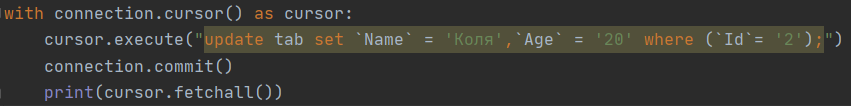 with connection.cursor() as cursor:
    cursor.execute("update tab set `Name` = 'Коля',`Age` = '20' where (`Id`= '2');")
    connection.commit()
    print(cursor.fetchall())